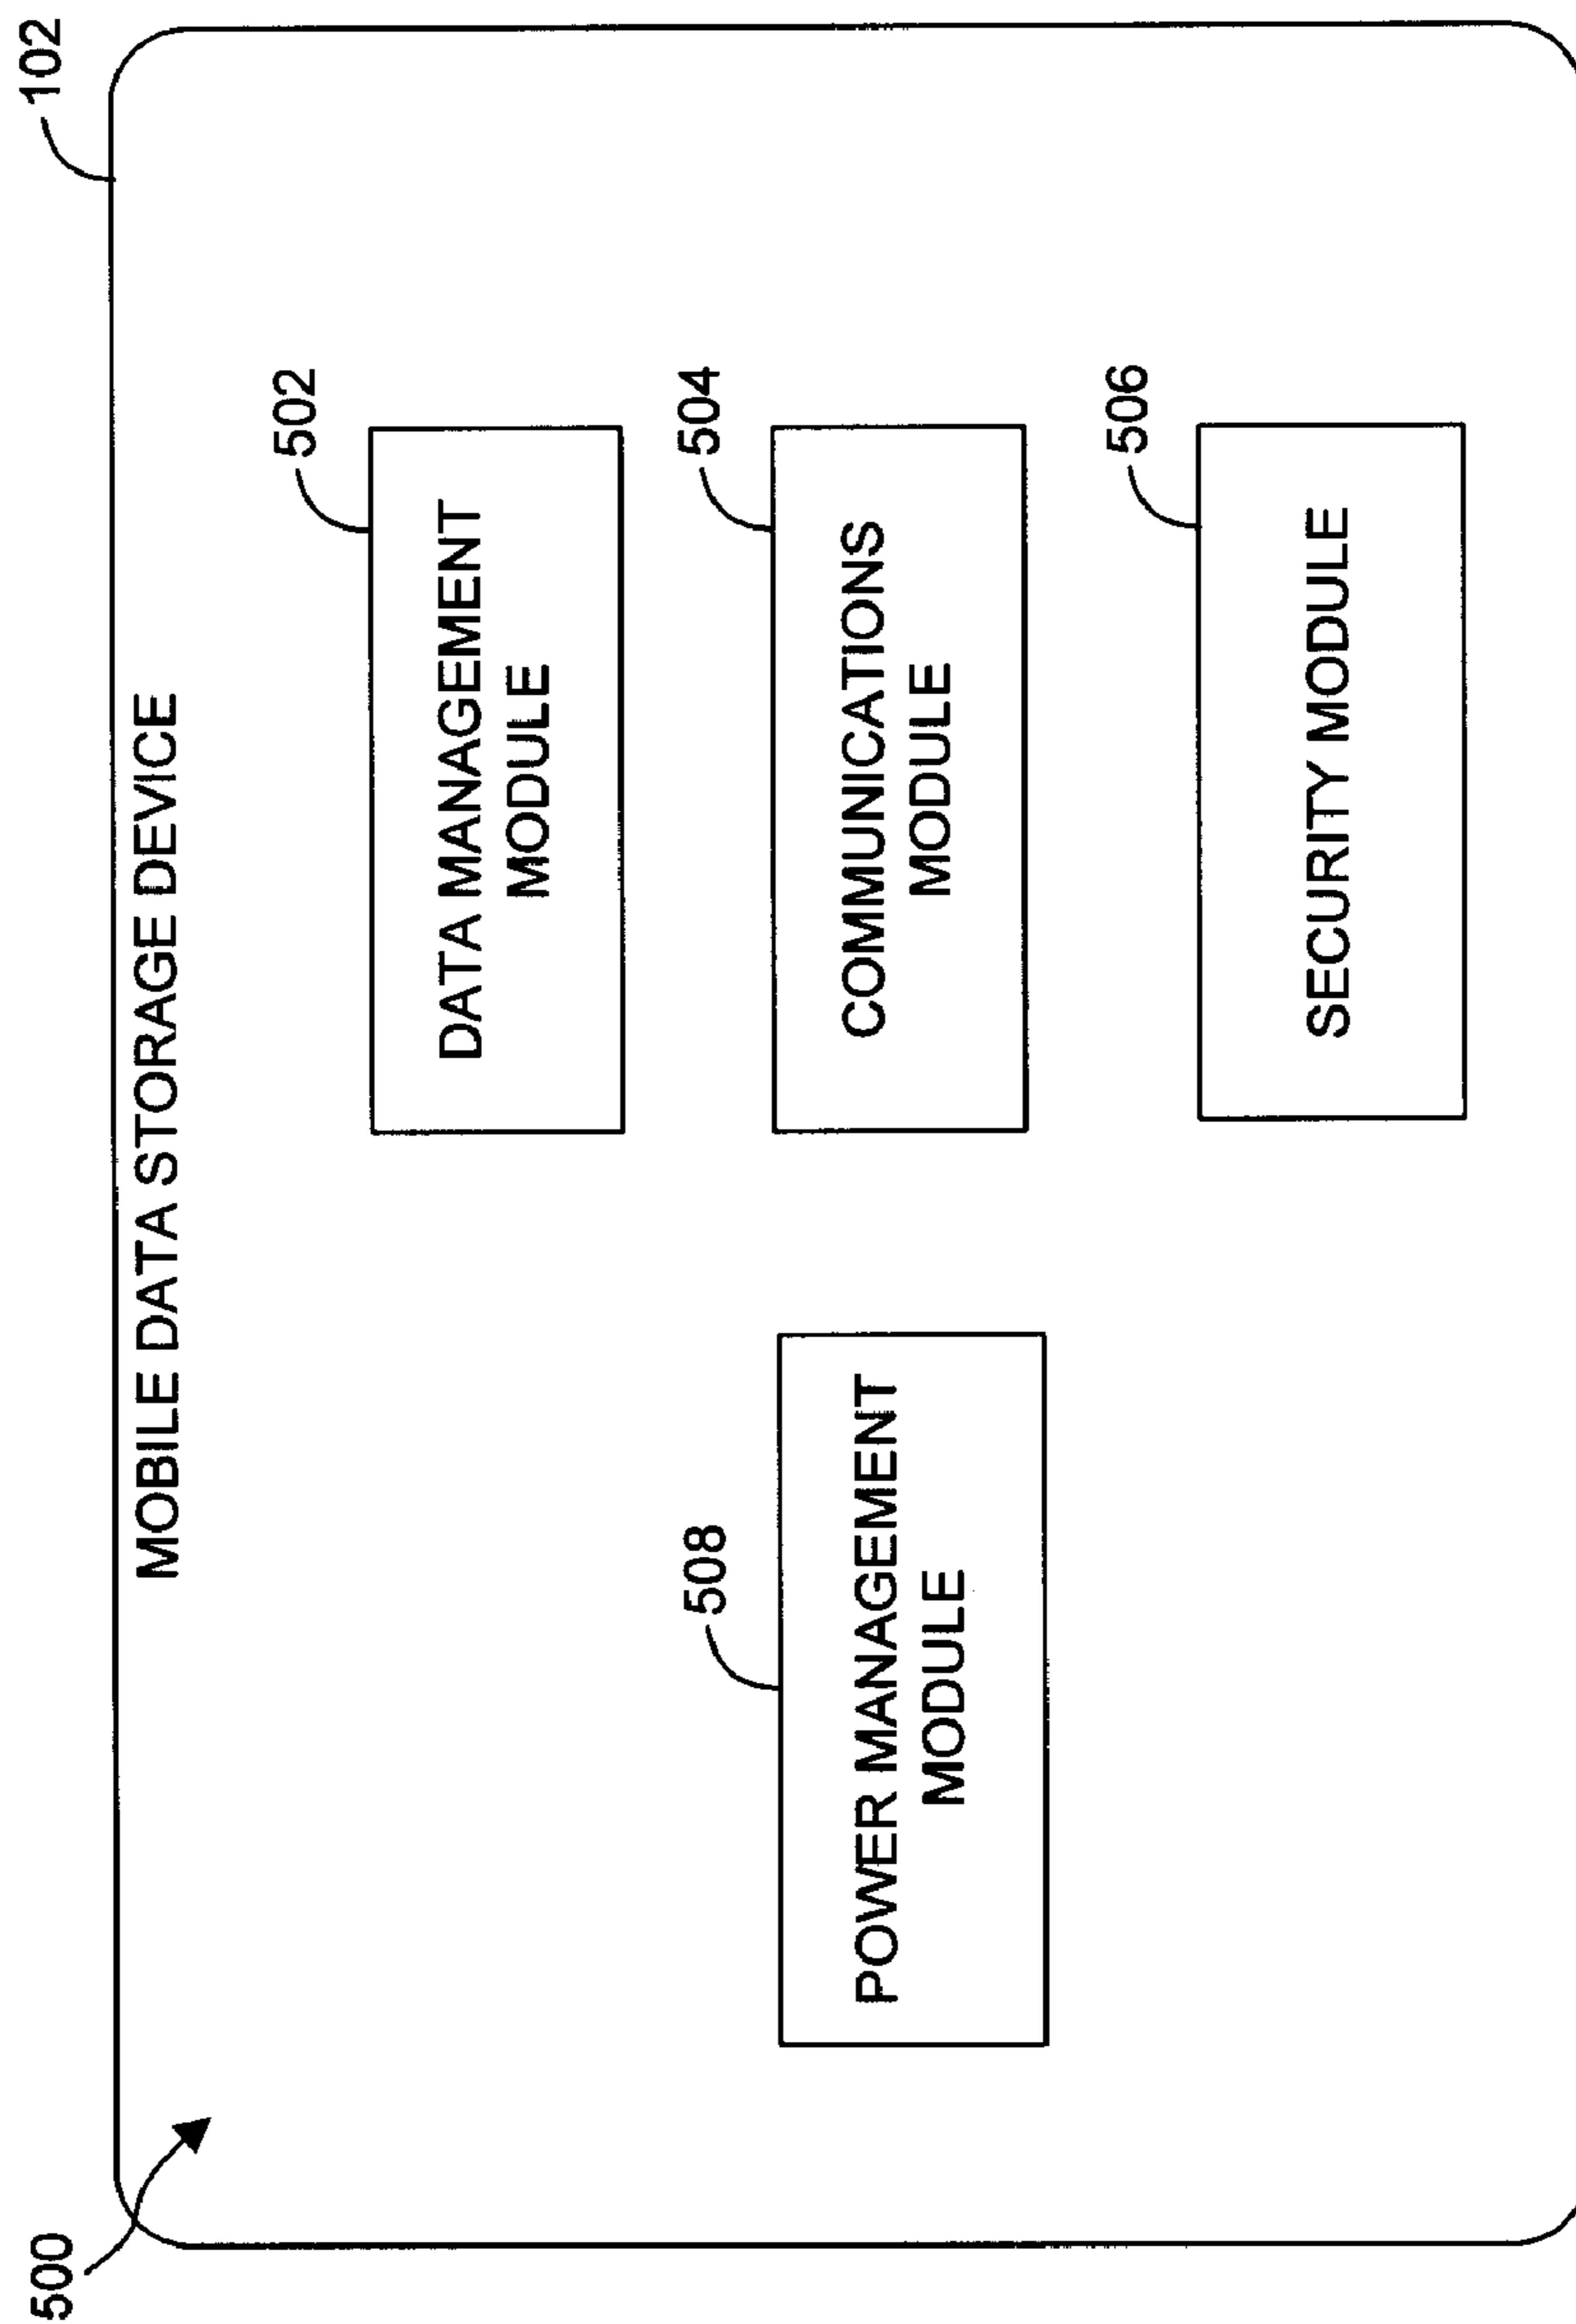 500
102
MOBILE DATA STORAGE DEVICE
502
DATA MANAGEMENT
MODULE
508
504
POWER MANAGEMENT
MODULE
COMMUNICATIONS
MODULE
506
SECURITY MODULE